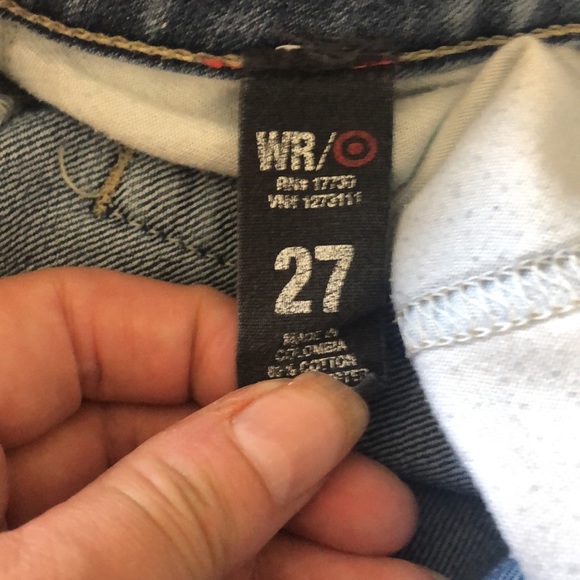 WR/
RN# 17730
VN# 1273111
27
MADE IN
COLOMBIA
COTTON